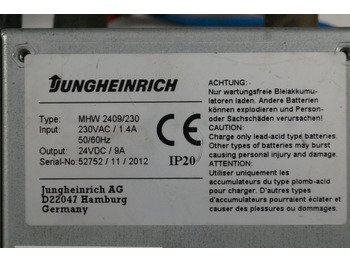 JUNGHEINRICH
Type: MHW 2409/230
Input: 230VAC / 1.4A
50/60Hz
Output: 24VDC / 9A
Serial-No: 52752 / 11 / 2012
CE
IP20
Jungheinrich AG
D22047 Hamburg
Germany
ACHTUNG:
Nur wartungsfreie Bleiakkumu-
latoren laden. Andere Batterien
können explodieren und Person-
oder Sachschäden verursachen!
CAUTION:
Charge only lead-acid type batteries.
Other types of batteries may burst
causing personal injury and damage.
ATTENTION:
Utiliser uniquement les
accumulateurs du type plomb-acid
pour charger. D'autres types
d'accumulateurs pourraient éclater et
causer des dommages et blessures.